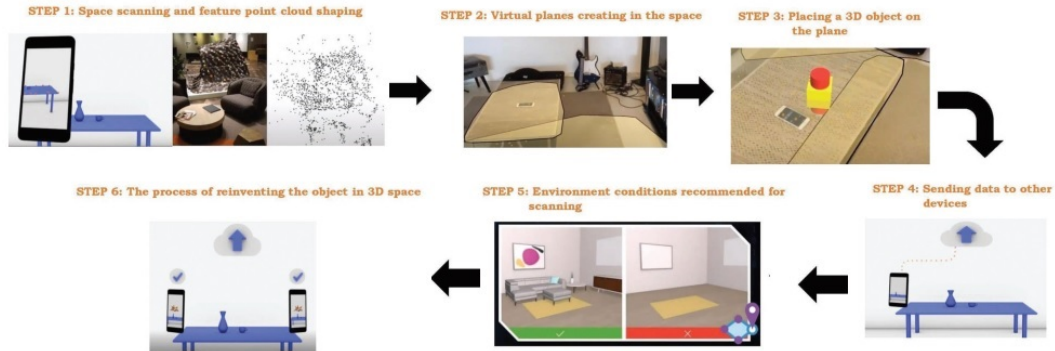 STEP 1: Space scanning and feature point cloud shaping
STEP 2: Virtual planes creating in the space
STEP 3: Placing a 3D object on
the plane
STEP 6: The process of reinventing the object in 3D space
STEP 5: Environment conditions recommended for
scanning
STEP 4: Sending data to other
devices